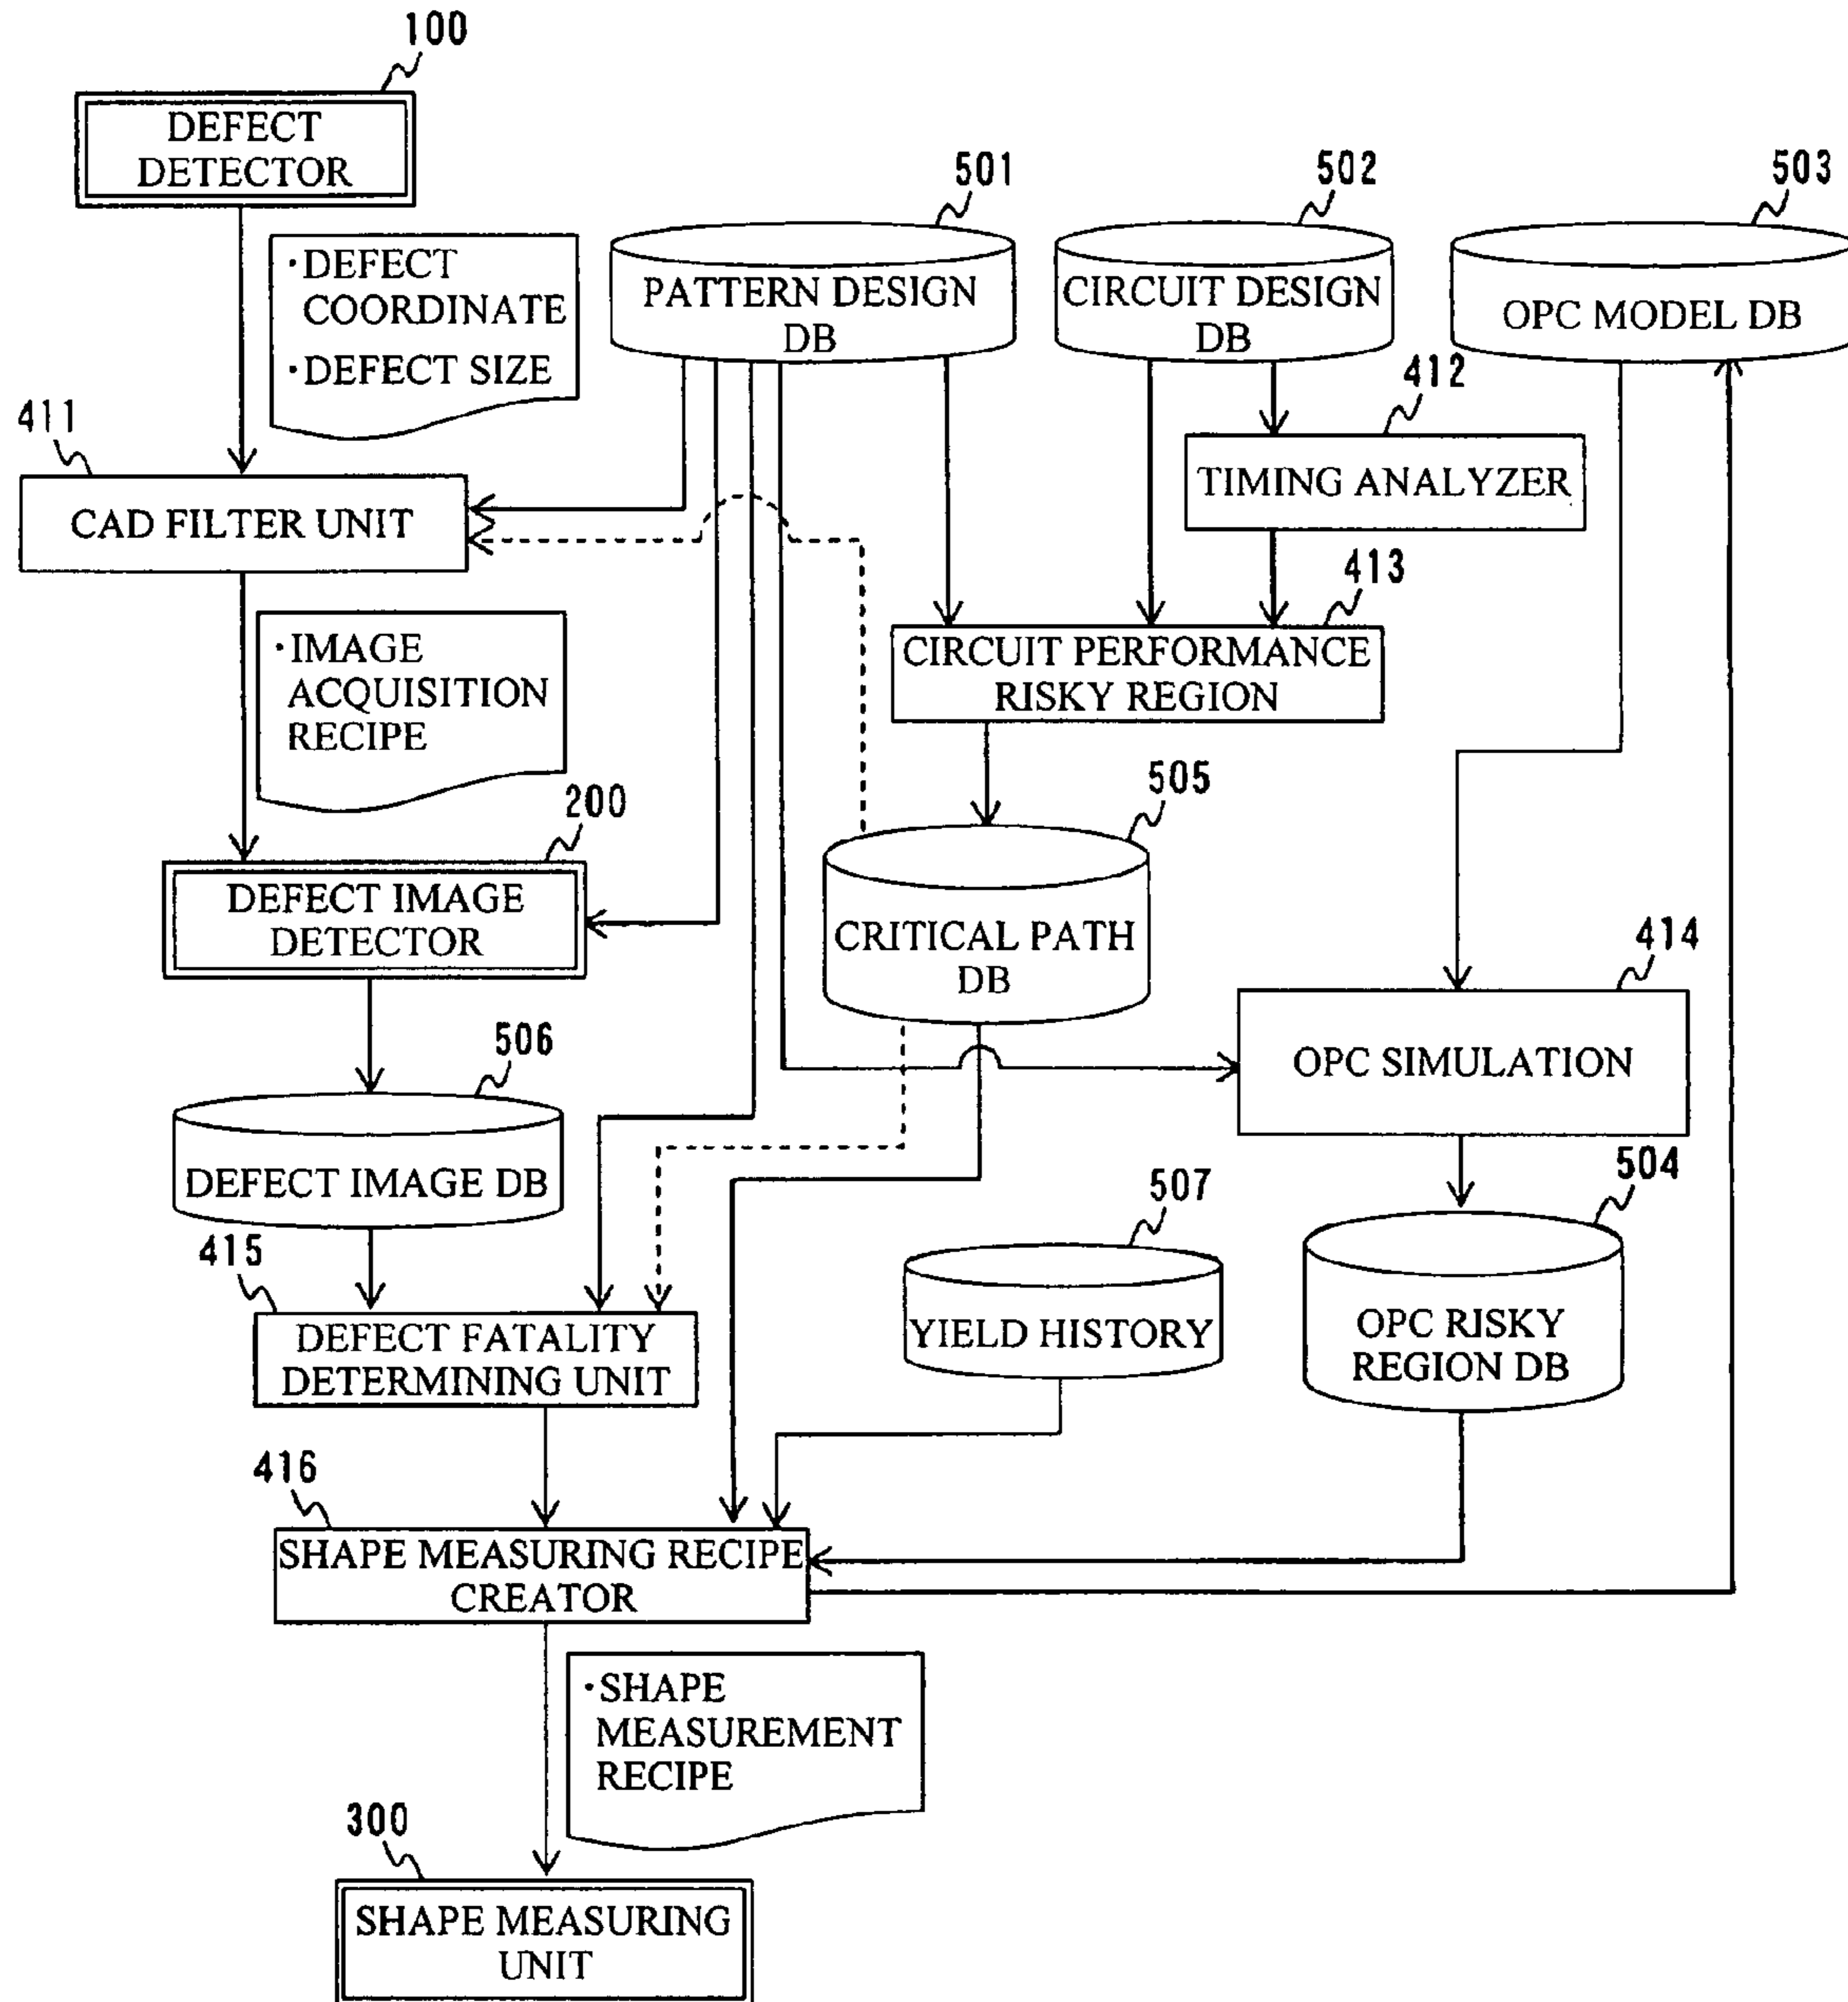 100
DEFECT
DETECTOR
501
502
503
・DEFECT
COORDINATE
・DEFECT SIZE
PATTERN DESIGN
DB
CIRCUIT DESIGN
DB
OPC MODEL DB
411
412
CAD FILTER UNIT
TIMING ANALYZER
413
・IMAGE
ACQUISITION
RECIPE
CIRCUIT PERFORMANCE
RISKY REGION
200
505
DEFECT IMAGE
DETECTOR
CRITICAL PATH
DB
414
506
OPC SIMULATION
DEFECT IMAGE DB
507
504
415
DEFECT FATALITY
DETERMINING UNIT
YIELD HISTORY
OPC RISKY
REGION DB
416
SHAPE MEASURING RECIPE
CREATOR
・SHAPE
MEASUREMENT
RECIPE
300
SHAPE MEASURING
UNIT